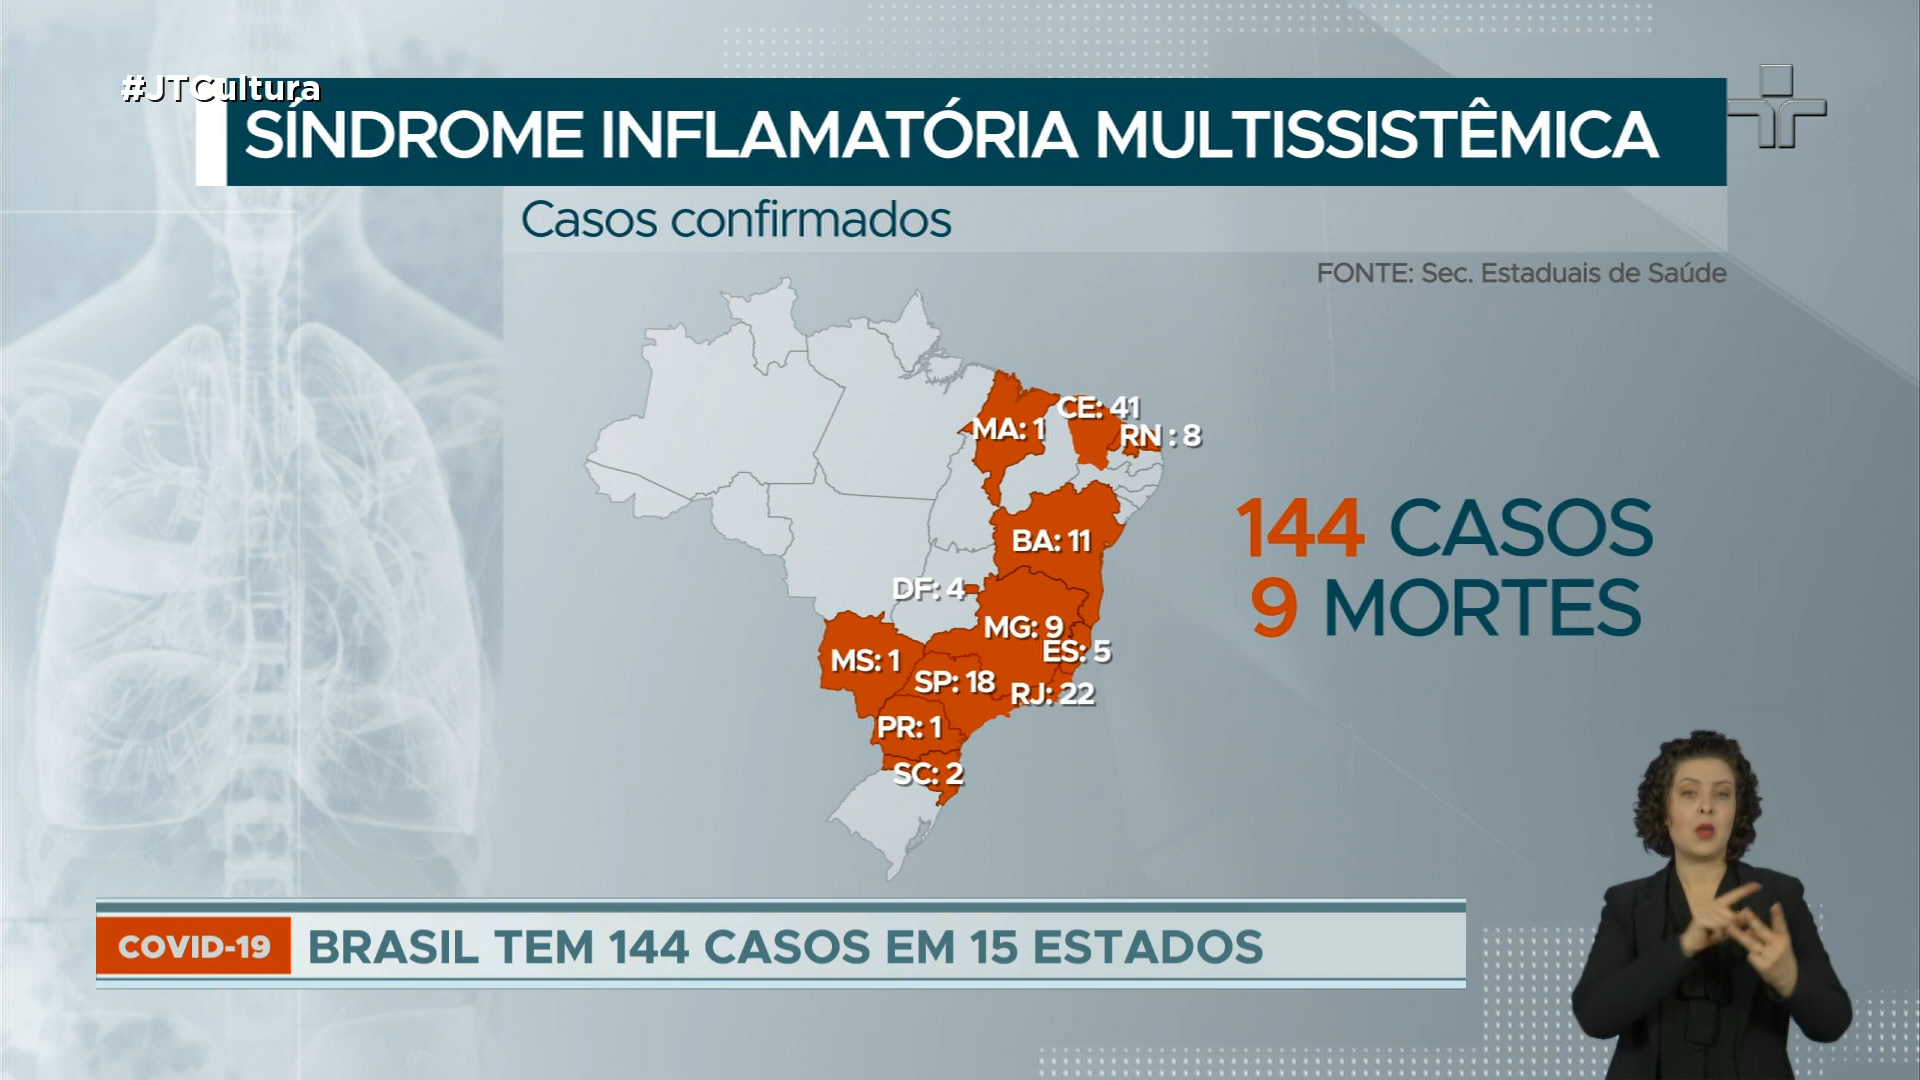 #JTCultura
SÍNDROME INFLAMATÓRIA MULTISSISTÊMICA
Casos confirmados
FONTE: Sec. Estaduais de Saúde
CE: 41
MA: 1
RN : 8
BA: 11
DF: 4
MG: 9
ES: 5
MS: 1
SP: 18
RJ: 22
PR: 1
SC: 2
144 CASOS
9 MORTES
COVID-19 BRASIL TEM 144 CASOS EM 15 ESTADOS